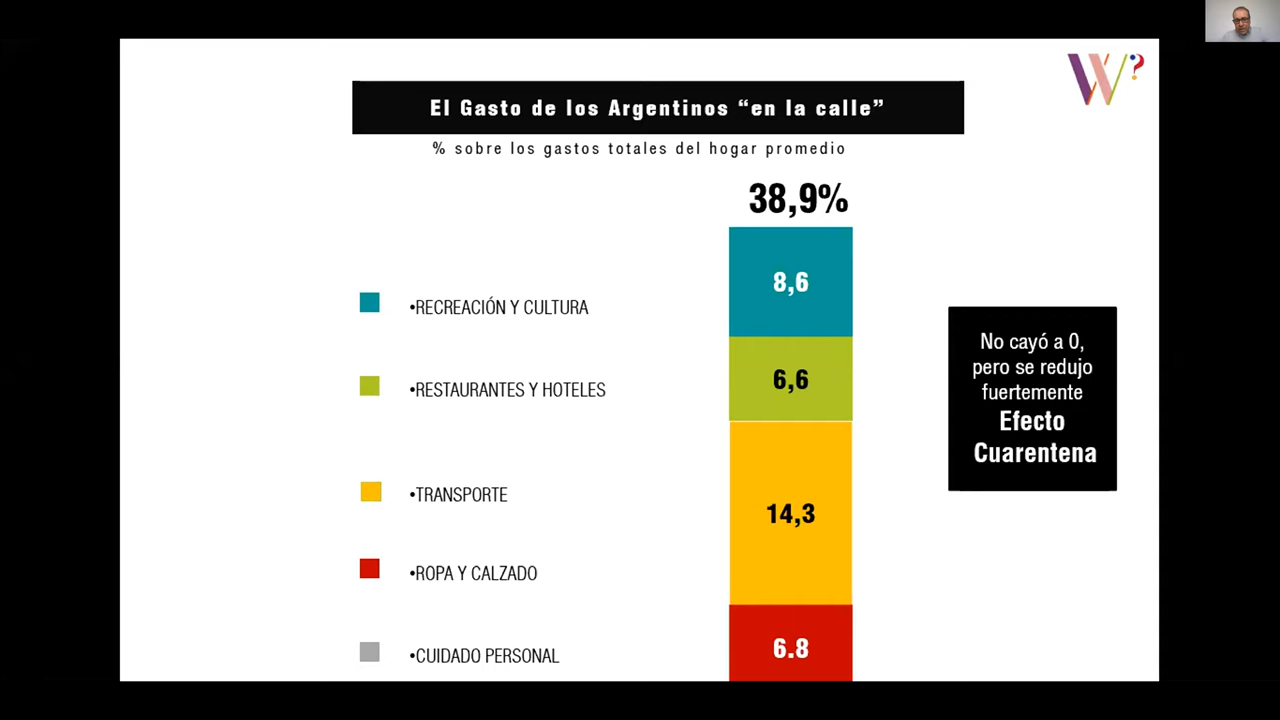 El Gasto de los Argentinos “en la calle”
% sobre los gastos totales del hogar promedio
38,9%
8,6
•RECREACIÓN Y CULTURA
6,6
•RESTAURANTES Y HOTELES
14,3
•TRANSPORTE
•ROPA Y CALZADO
6.8
•CUIDADO PERSONAL
No cayó a 0,
pero se redujo
fuertemente
Efecto
Cuarentena
W?